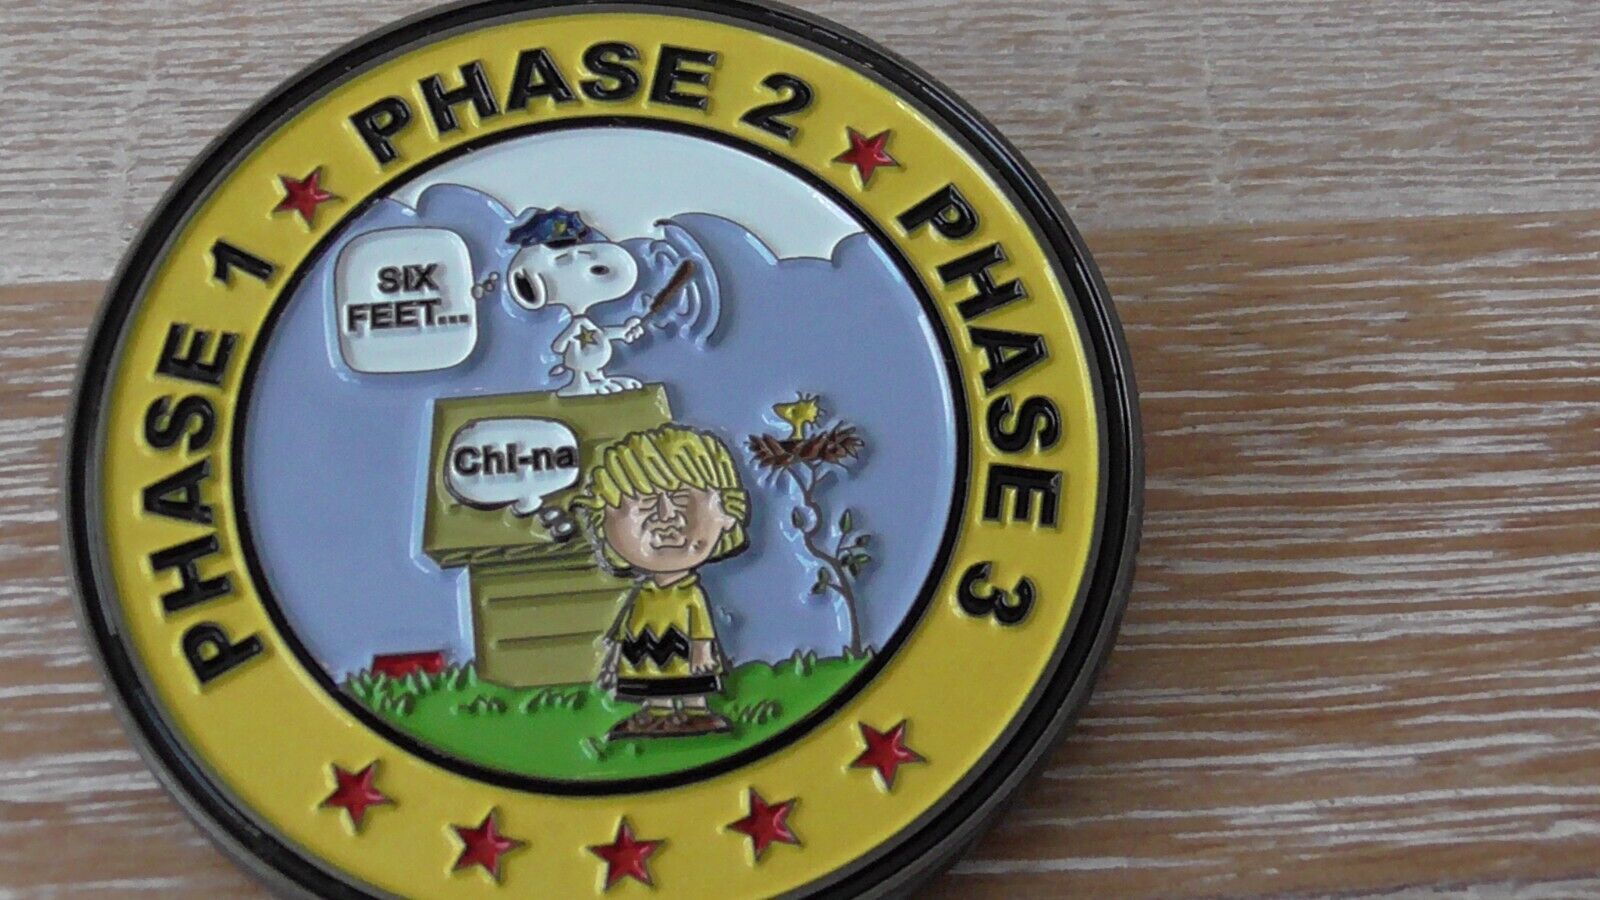 PHASE 1
PHASE 2
PHASE 3
SIX
FEET...
ChI-na